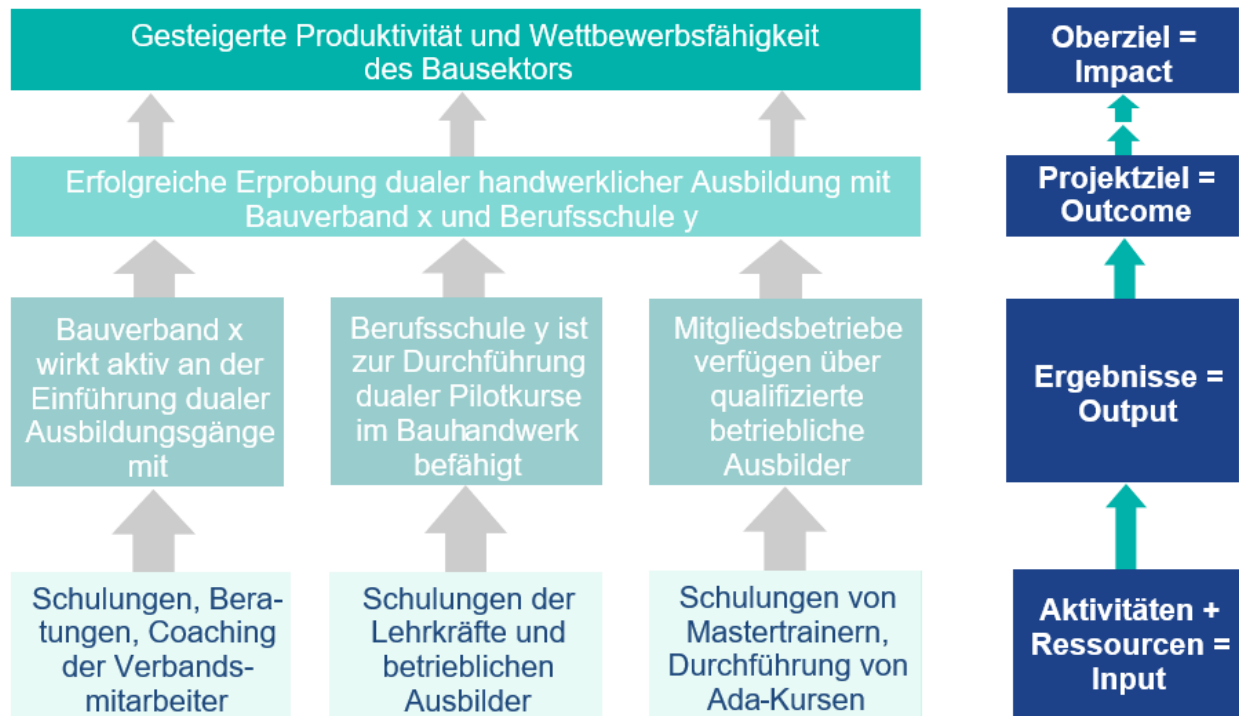 Gesteigerte Produktivität und Wettbewerbsfähigkeit
des Bausektors
Oberziel =
Impact
Erfolgreiche Erprobung dualer handwerklicher Ausbildung mit
Bauverband x und Berufsschule y
Projektziel =
Outcome
Bauverband x
wirkt aktiv an der
Einführung dualer
Ausbildungsgänge
mit
Berufsschule y ist
zur Durchführung
dualer Pilotkurse
im Bauhandwerk
befähigt
Mitgliedsbetriebe
verfügen über
qualifizierte
betriebliche
Ausbilder
Ergebnisse =
Output
Schulungen, Bera-
tungen, Coaching
der Verbands-
mitarbeiter
Schulungen der
Lehrkräfte und
betrieblichen
Ausbilder
Schulungen von
Mastertrainern,
Durchführung von
Ada-Kursen
Aktivitäten +
Ressourcen =
Input